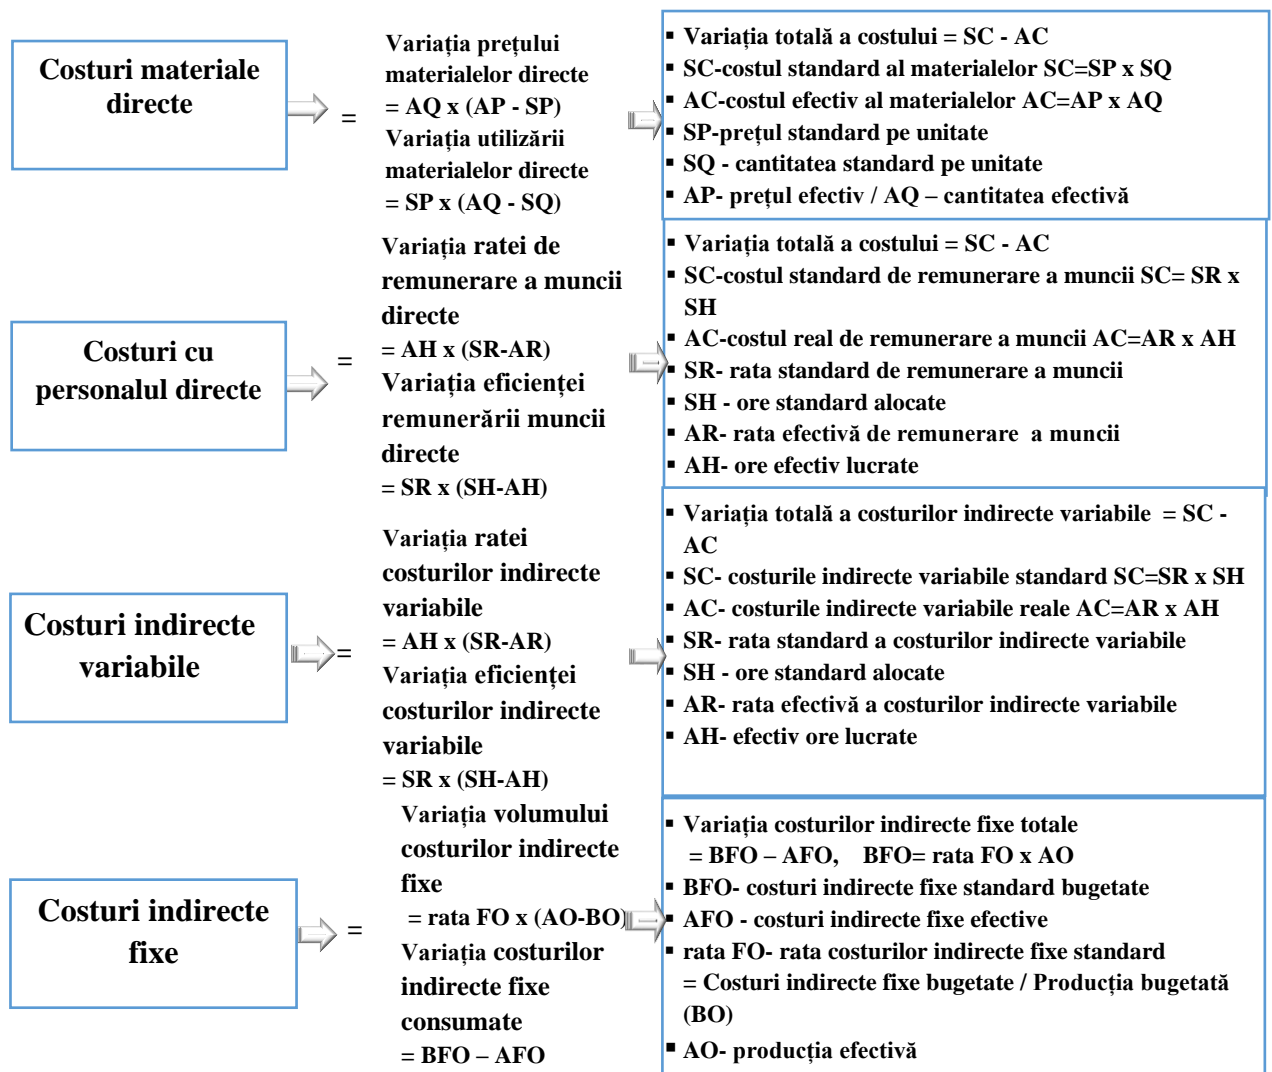 Costuri materiale
directe
=
Variația prețului
materialelor directe
= AQ x (AP - SP)
Variația utilizării
materialelor directe
= SP x (AQ - SQ)
▪ Variația totală a costului = SC - AC
▪ SC-costul standard al materialelor SC=SP x SQ
▪ AC-costul efectiv al materialelor AC=AP x AQ
▪ SP-prețul standard pe unitate
▪ SQ - cantitatea standard pe unitate
▪ AP- prețul efectiv / AQ – cantitatea efectivă
Costuri cu
personalul directe
=
Variația ratei de
remunerare a muncii
directe
= AH x (SR-AR)
Variația eficienței
remunerării muncii
directe
= SR x (SH-AH)
▪ Variația totală a costului = SC - AC
▪ SC-costul standard de remunerare a muncii SC= SR x
SH
▪ AC-costul real de remunerare a muncii AC=AR x AH
▪ SR- rata standard de remunerare a muncii
▪ SH - ore standard alocate
▪ AR- rata efectivă de remunerare a muncii
▪ AH- ore efectiv lucrate
Costuri indirecte
variabile
=
Variația ratei
costurilor indirecte
variabile
= AH x (SR-AR)
Variația eficienței
costurilor indirecte
variabile
= SR x (SH-AH)
▪ Variația totală a costurilor indirecte variabile = SC -
AC
▪ SC- costurile indirecte variabile standard SC=SR x SH
▪ AC- costurile indirecte variabile reale AC=AR x AH
▪ SR- rata standard a costurilor indirecte variabile
▪ SH - ore standard alocate
▪ AR- rata efectivă a costurilor indirecte variabile
▪ AH- efectiv ore lucrate
Costuri indirecte
fixe
=
Variația volumului
costurilor indirecte
fixe
= rata FO x (AO-BO)
Variația costurilor
indirecte fixe
consumate
= BFO – AFO
▪ Variația costurilor indirecte fixe totale
= BFO – AFO, BFO= rata FO x AO
▪ BFO- costuri indirecte fixe standard bugetate
▪ AFO - costuri indirecte fixe efective
▪ rata FO- rata costurilor indirecte fixe standard
= Costuri indirecte fixe bugetate / Producția bugetată
(BO)
▪ AO- producția efectivă